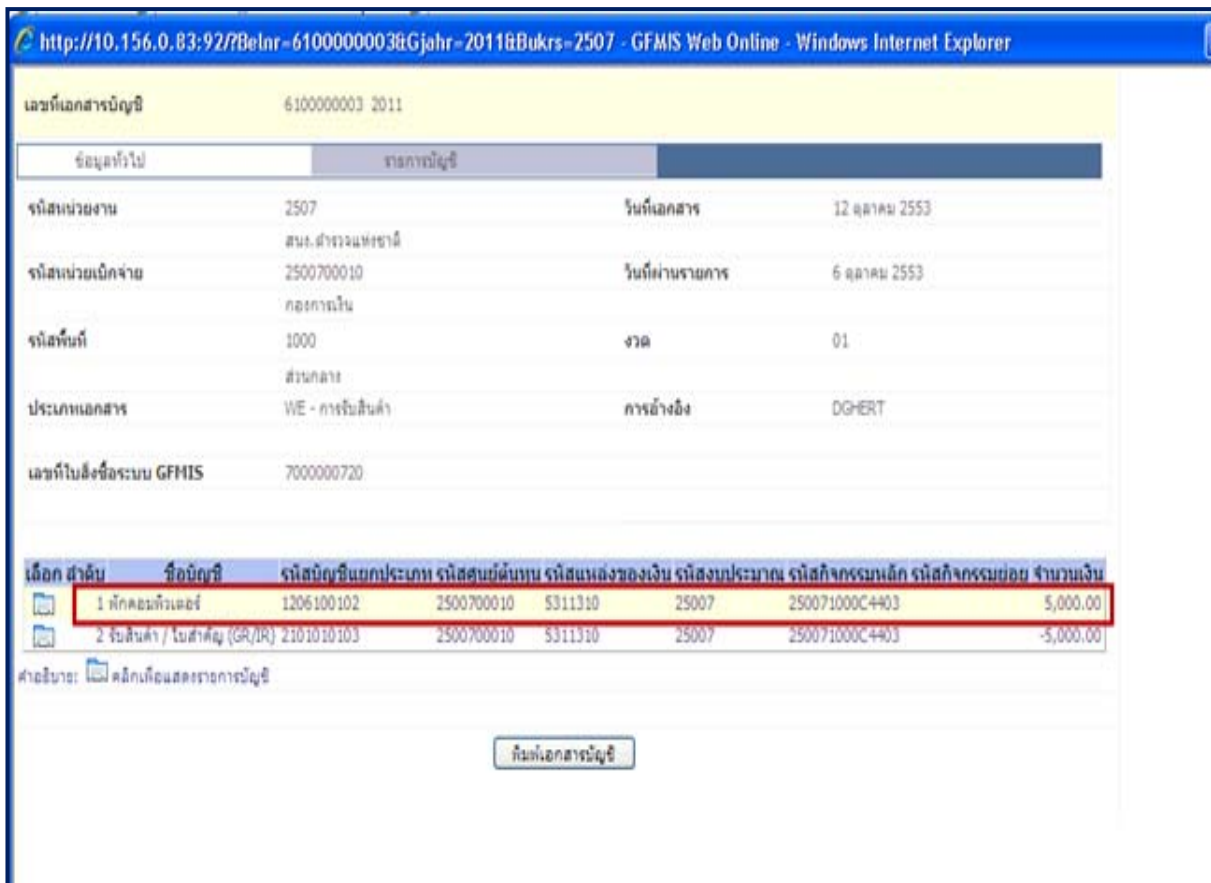 http://10.156.0.83:92/?Belnr=6100000003&Gjahr=2011&Bukrs=2507 - GFMIS Web Online - Windows Internet Explorer
เลขที่เอกสารบัญชี 6100000003 2011
ข้อมูลทั่วไป รายการบัญชี
รหัสหน่วยงาน 2507 วันที่เอกสาร 12 ตุลาคม 2553
สนง.ตำรวจแห่งชาติ
รหัสหน่วยเบิกจ่าย 2500700010 วันที่ผ่านรายการ 6 ตุลาคม 2553
กองการเงิน
รหัสพื้นที่ 1000 งวด 01
ส่วนกลาง
ประเภทเอกสาร WE - การรับสินค้า การอ้างอิง DGHERT
เลขที่ใบสั่งซื้อระบบ GFMIS 7000000720
เลือก ลำดับ ชื่อบัญชี รหัสบัญชีแยกประเภท รหัสศูนย์ต้นทุน รหัสแหล่งของเงิน รหัสงบประมาณ รหัสกิจกรรมหลัก รหัสกิจกรรมย่อย จำนวนเงิน
1 พักคอมพิวเตอร์ 1206100102 2500700010 5311310 25007 250071000C4403 5,000.00
2 รับสินค้า / ใบสำคัญ (GR/IR) 2101010103 2500700010 5311310 25007 250071000C4403 -5,000.00
คำอธิบาย: คลิกเพื่อแสดงรายการบัญชี
พิมพ์เอกสารบัญชี